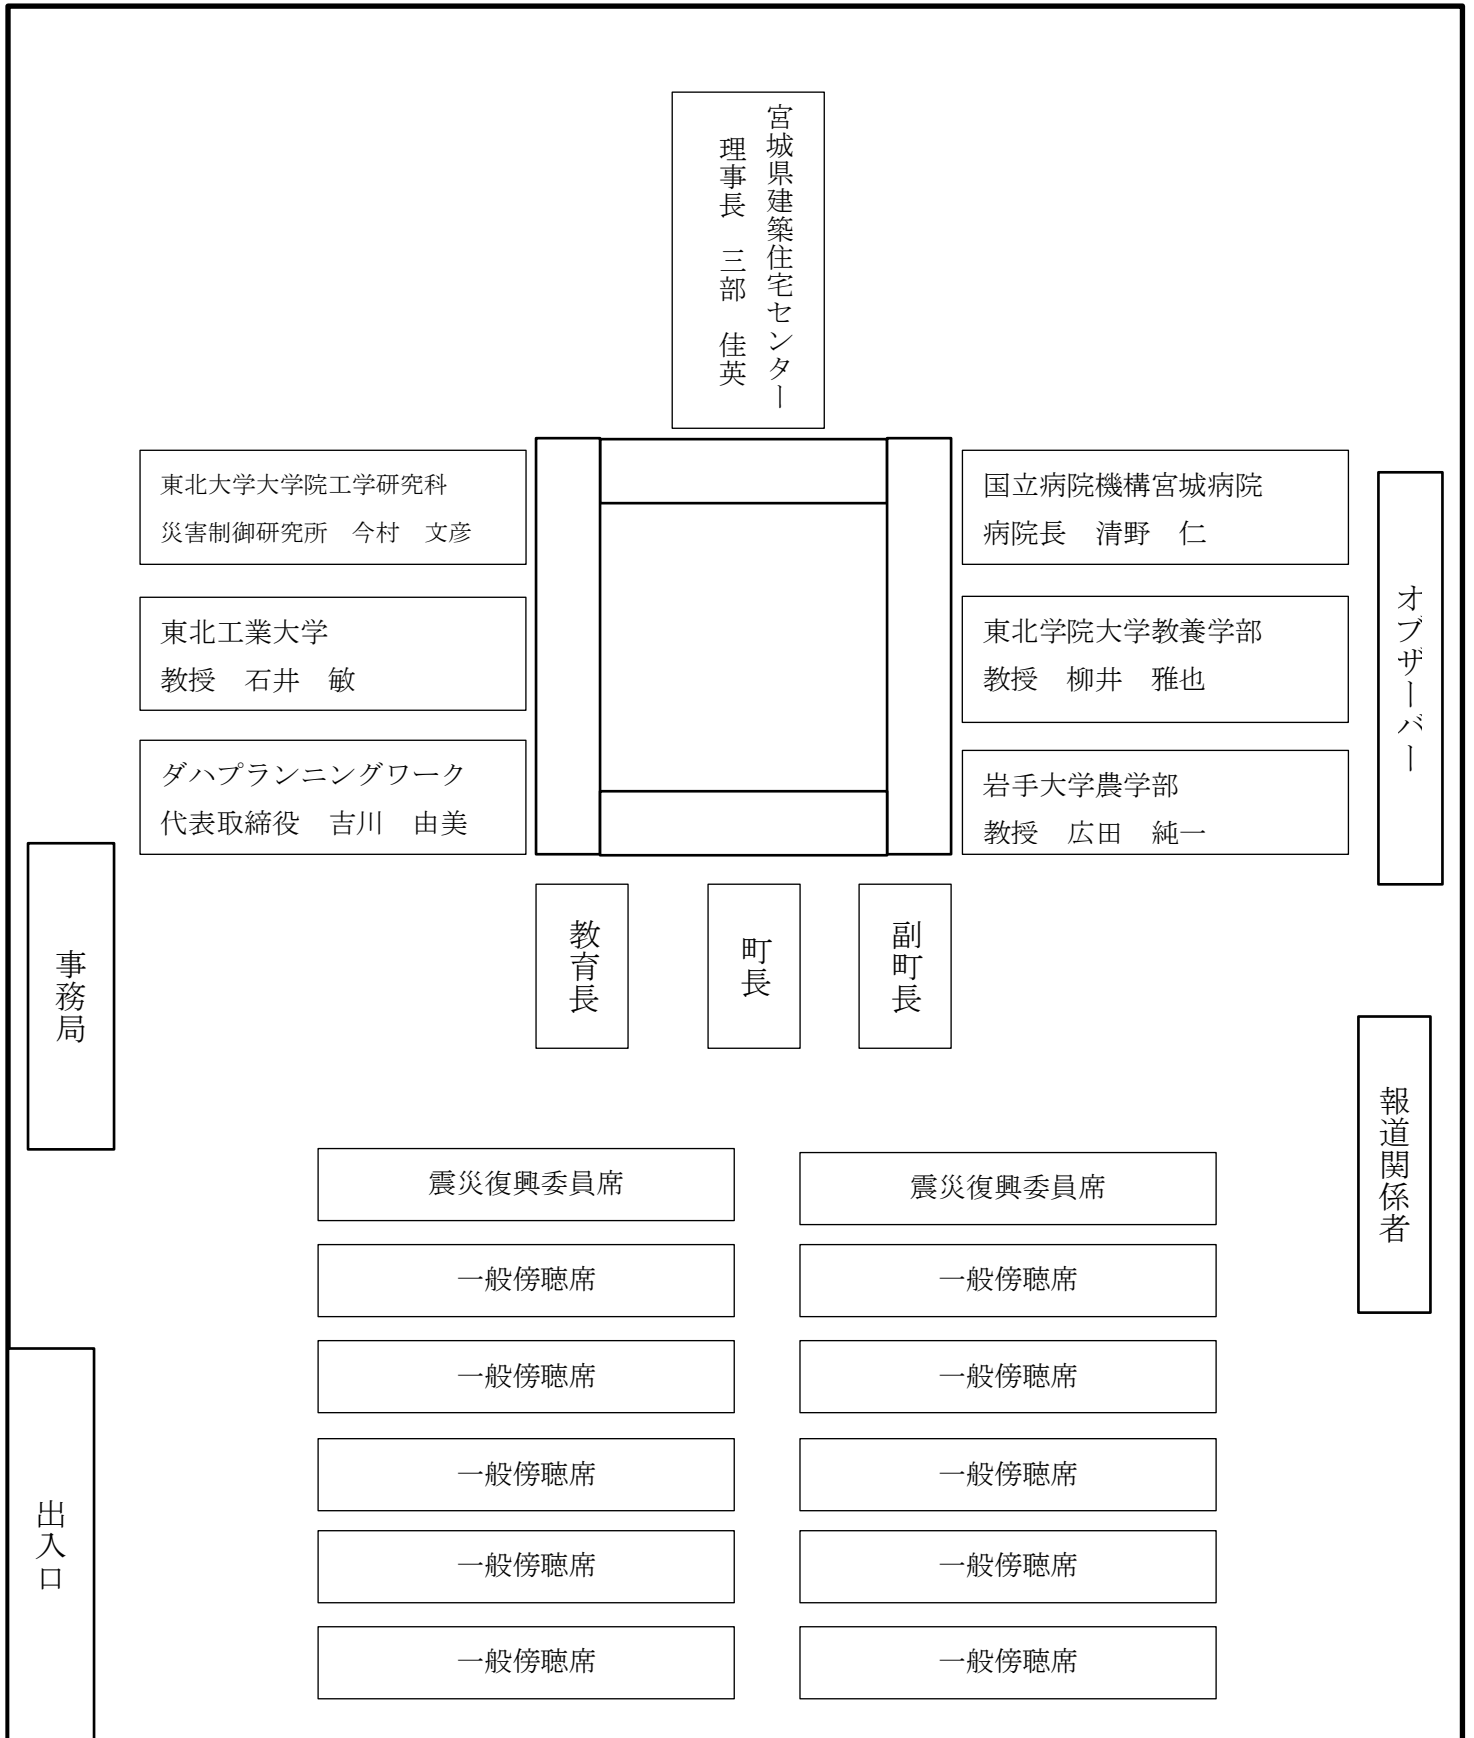 宮城県建築住宅センター
理事長　三部　佳英
東北大学大学院工学研究科
災害制御研究所　今村　文彦
国立病院機構宮城病院
病院長　清野　仁
東北工業大学
教授　石井　敏
東北学院大学教養学部
教授　柳井　雅也
ダハプランニングワーク
代表取締役　吉川　由美
岩手大学農学部
教授　広田　純一
オブザーバー
事務局
教育長
町長
副町長
報道関係者
震災復興委員席
震災復興委員席
一般傍聴席
一般傍聴席
一般傍聴席
一般傍聴席
一般傍聴席
一般傍聴席
一般傍聴席
一般傍聴席
一般傍聴席
一般傍聴席
出入口